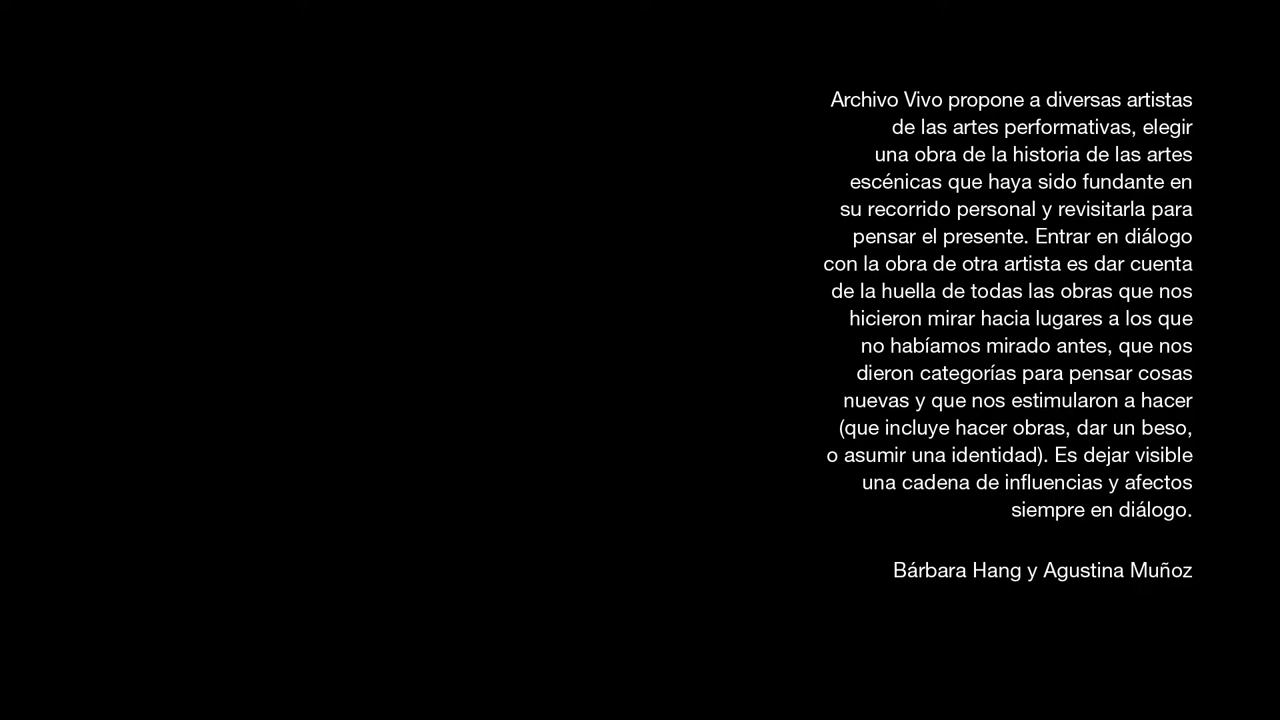 Archivo Vivo propone a diversas artistas
de las artes performativas, elegir
una obra de la historia de las artes
escénicas que haya sido fundante en
su recorrido personal y revisitarla para
pensar el presente. Entrar en diálogo
con la obra de otra artista es dar cuenta
de la huella de todas las obras que nos
hicieron mirar hacia lugares a los que
no habíamos mirado antes, que nos
dieron categorías para pensar cosas
nuevas y que nos estimularon a hacer
(que incluye hacer obras, dar un beso,
o asumir una identidad). Es dejar visible
una cadena de influencias y afectos
siempre en diálogo.
Bárbara Hang y Agustina Muñoz